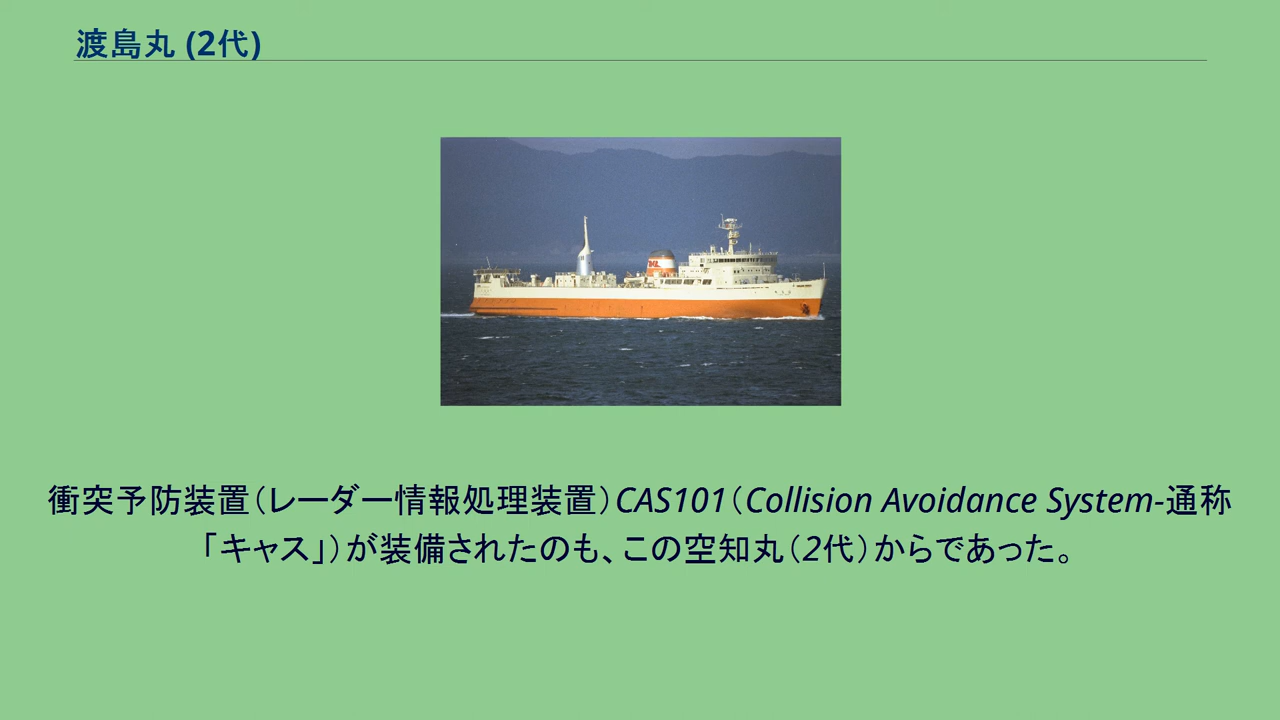 渡島丸 (2代)
衝突予防装置（レーダー情報処理装置）CAS101（Collision Avoidance System-通称
「キャス」）が装備されたのも、この空知丸（2代）からであった。